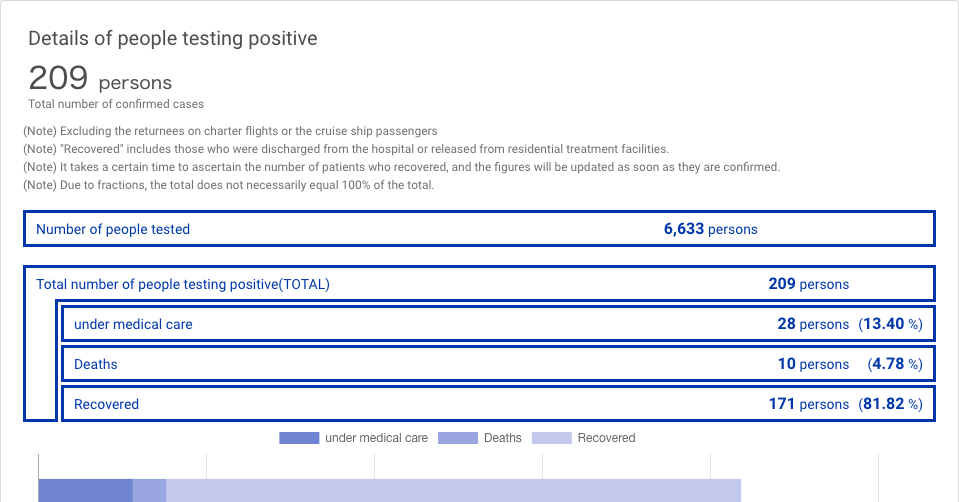 Details of people testing positive
209 persons
Total number of confirmed cases
(Note) Excluding the returnees on charter flights or the cruise ship passengers
(Note) "Recovered" includes those who were discharged from the hospital or released from residential treatment facilities.
(Note) It takes a certain time to ascertain the number of patients who recovered, and the figures will be updated as soon as they are confirmed.
(Note) Due to fractions, the total does not necessarily equal 100% of the total.
Number of people tested 6,633 persons
Total number of people testing positive(TOTAL) 209 persons
under medical care 28 persons (13.40 %)
Deaths 10 persons (4.78 %)
Recovered 171 persons (81.82 %)
under medical care Deaths Recovered